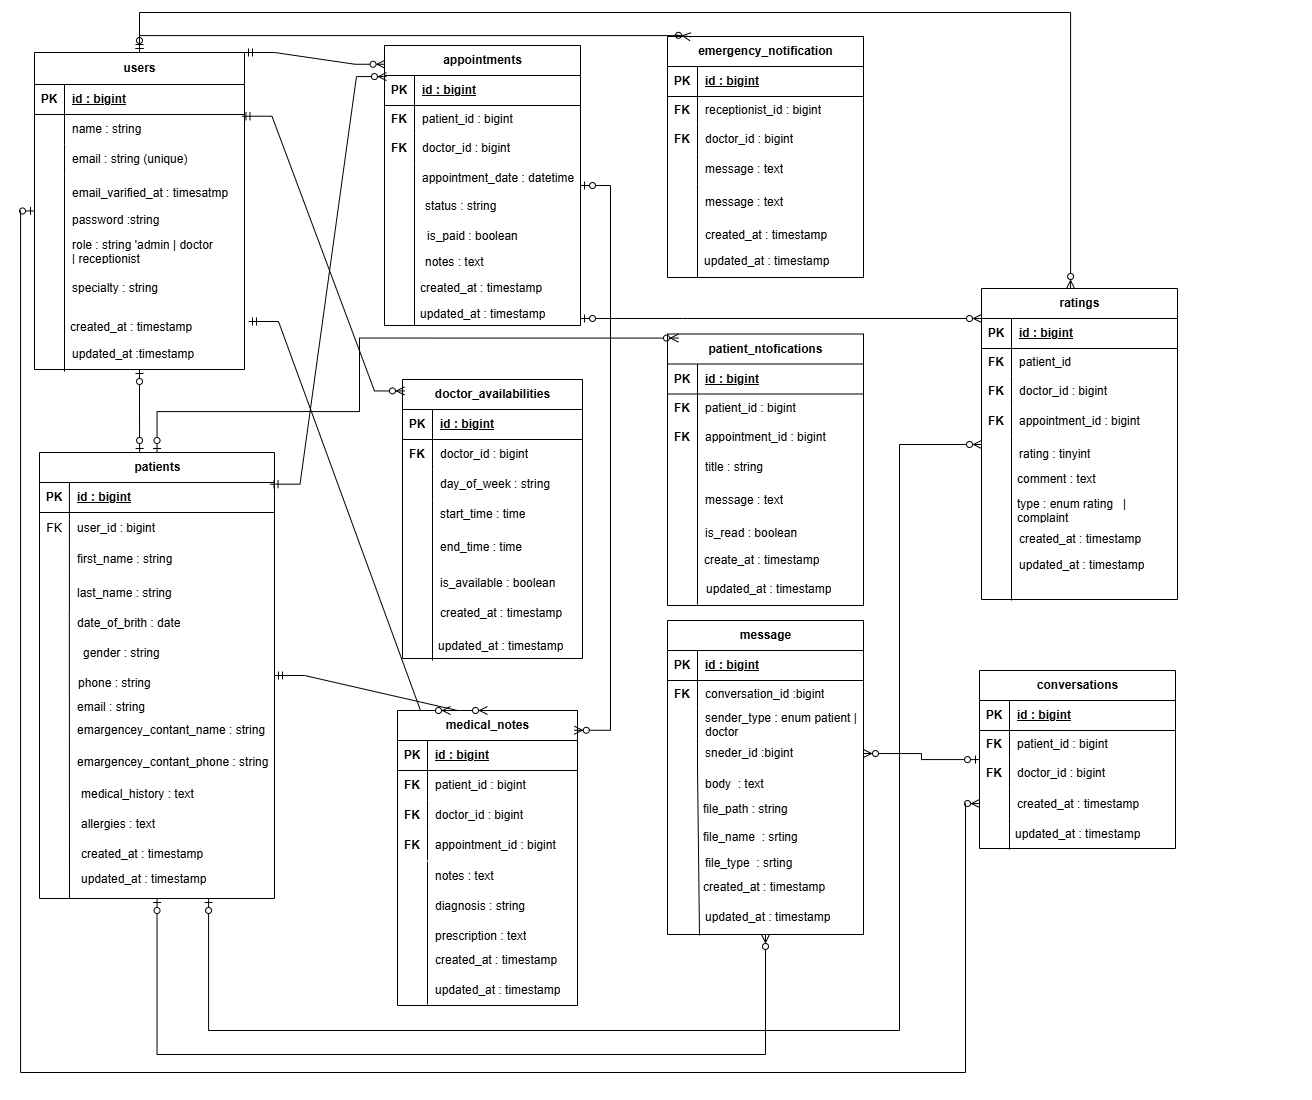 users
PK
id : bigint
name : string
email : string (unique)
email_varified_at : timesatmp
password :string
role : string 'admin | doctor
| receptionist
specialty : string
created_at : timestamp
updated_at :timestamp
appointments
PK
id : bigint
FK
patient_id : bigint
FK
doctor_id : bigint
appointment_date : datetime
status : string
is_paid : boolean
notes : text
created_at : timestamp
updated_at : timestamp
emergency_notification
PK
id : bigint
FK
receptionist_id : bigint
FK
doctor_id : bigint
message : text
message : text
created_at : timestamp
updated_at : timestamp
ratings
PK
id : bigint
FK
patient_id
FK
doctor_id : bigint
FK
appointment_id : bigint
rating : tinyint
comment : text
type : enum rating |
complaint
created_at : timestamp
updated_at : timestamp
patient_ntofications
PK
id : bigint
FK
patient_id : bigint
FK
appointment_id : bigint
title : string
message : text
is_read : boolean
create_at : timestamp
updated_at : timestamp
doctor_availabilities
PK
id : bigint
FK
doctor_id : bigint
day_of_week : string
start_time : time
end_time : time
is_available : boolean
created_at : timestamp
updated_at : timestamp
patients
PK
id : bigint
FK
user_id : bigint
first_name : string
last_name : string
date_of_brith : date
gender : string
phone : string
email : string
emargencey_contant_name : string
emargencey_contant_phone : string
medical_history : text
allergies : text
created_at : timestamp
updated_at : timestamp
medical_notes
PK
id : bigint
FK
patient_id : bigint
FK
doctor_id : bigint
FK
appointment_id : bigint
notes : text
diagnosis : string
prescription : text
created_at : timestamp
updated_at : timestamp
message
PK
id : bigint
FK
conversation_id :bigint
sender_type : enum patient |
doctor
sneder_id :bigint
body : text
file_path : string
file_name : srting
file_type : srting
created_at : timestamp
updated_at : timestamp
conversations
PK
id : bigint
FK
patient_id : bigint
FK
doctor_id : bigint
created_at : timestamp
updated_at : timestamp